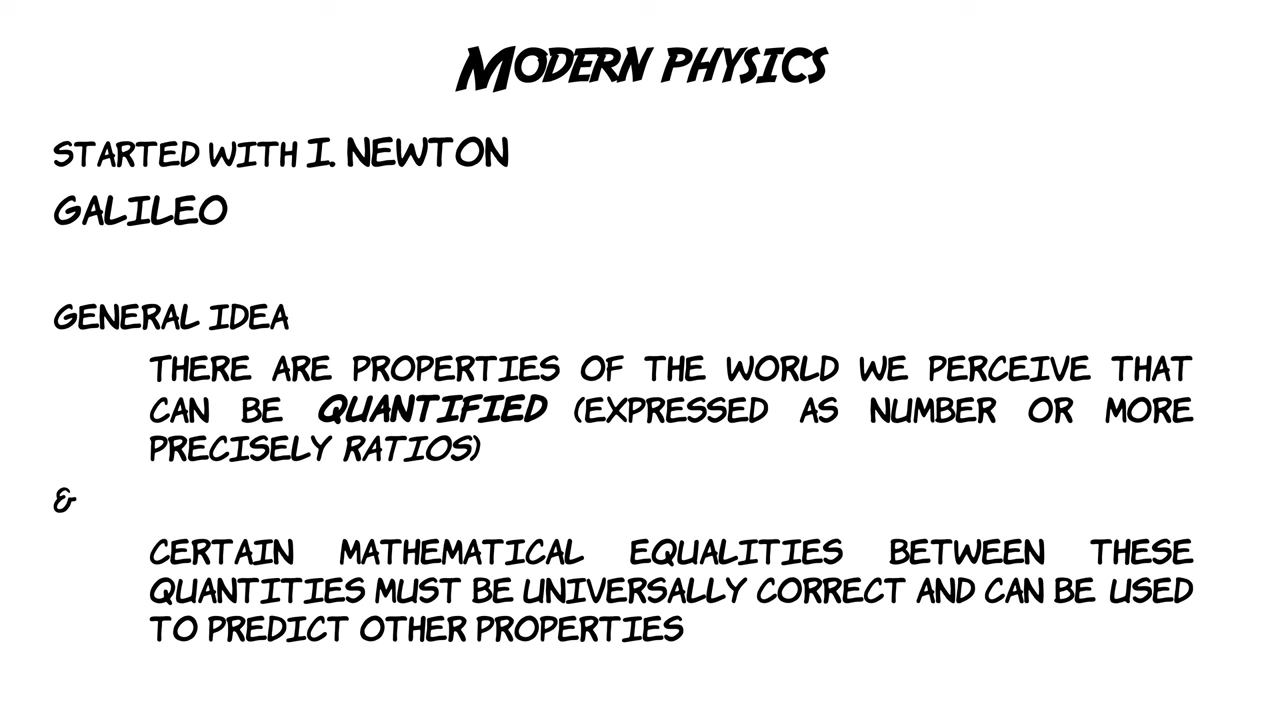 MODERN PHYSICS
STARTED WITH I. NEWTON
GALILEO
GENERAL IDEA
THERE ARE PROPERTIES OF THE WORLD WE PERCEIVE THAT
CAN BE QUANTIFIED (EXPRESSED AS NUMBER OR MORE
PRECISELY RATIOS)
&
CERTAIN MATHEMATICAL EQUALITIES BETWEEN THESE
QUANTITIES MUST BE UNIVERSALLY CORRECT AND CAN BE USED
TO PREDICT OTHER PROPERTIES